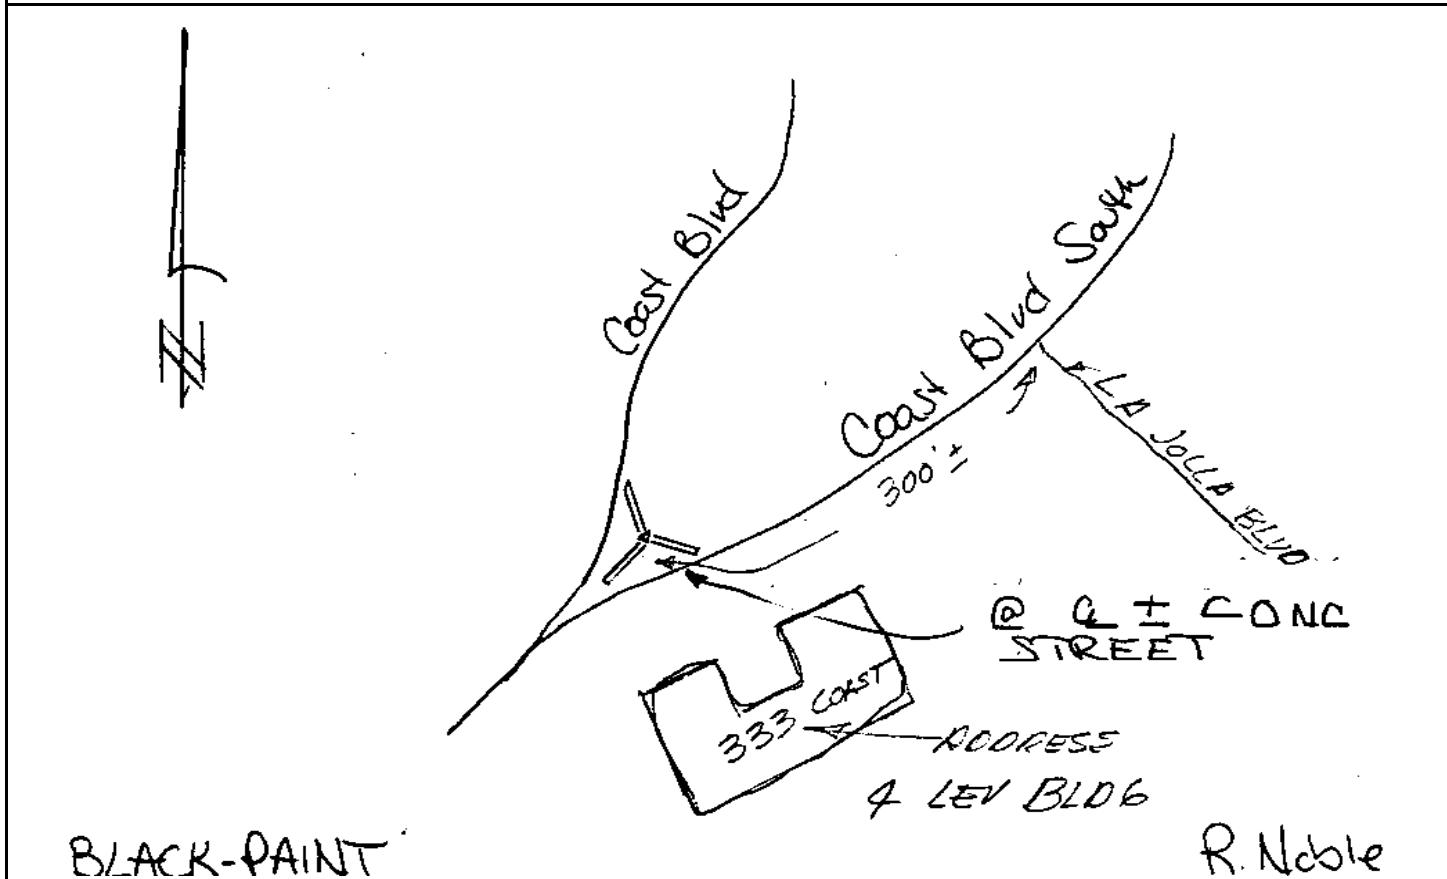 N
Coast Blvd
Coast Blvd South
300'±
LA JOLLA BLVD
@ ℄ ± CONC
STREET
333 COAST
ADDRESS
4 LEV BLDG
BLACK-PAINT
R. Noble